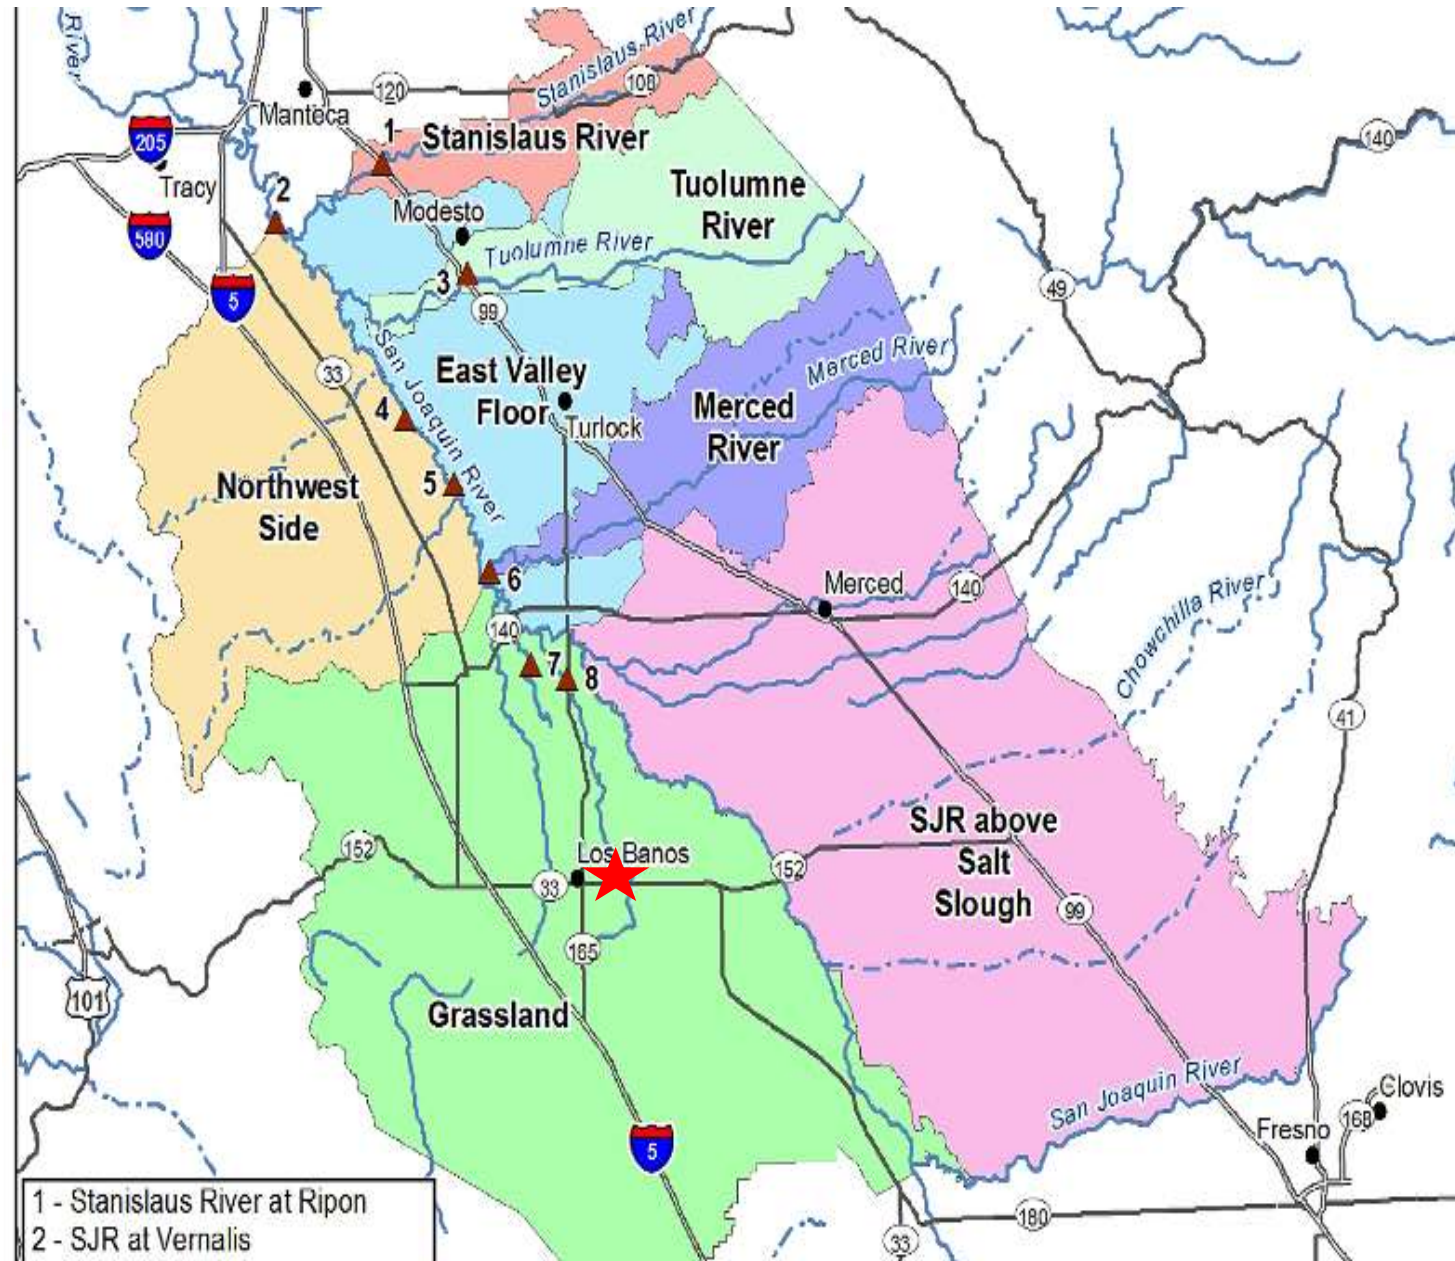 River
Stanislaus River
108
120
Manteca
205
Tracy
1
Stanislaus River
140
2
Modesto
Tuolumne
River
580
Tuolumne River
3
5
99
49
33
San Joaquin River
East Valley
Floor
Turlock
Merced River
4
Merced
River
5
Northwest
Side
6
Merced
140
140
Chowchilla River
7
8
41
SJR above
Salt
Slough
152
Los Banos
152
33
99
165
101
Grassland
San Joaquin River
Clovis
168
Fresno
5
180
33
1 - Stanislaus River at Ripon
2 - SJR at Vernalis